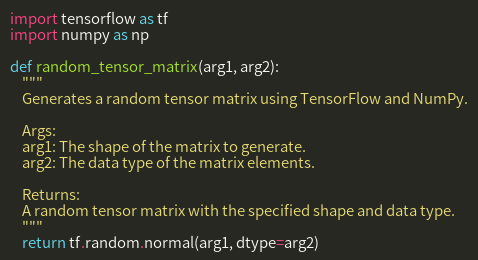 import tensorflow as tf
import numpy as np
def random_tensor_matrix(arg1, arg2):
"""
Generates a random tensor matrix using TensorFlow and NumPy.
Args:
arg1: The shape of the matrix to generate.
arg2: The data type of the matrix elements.
Returns:
A random tensor matrix with the specified shape and data type.
"""
return tf.random.normal(arg1, dtype=arg2)